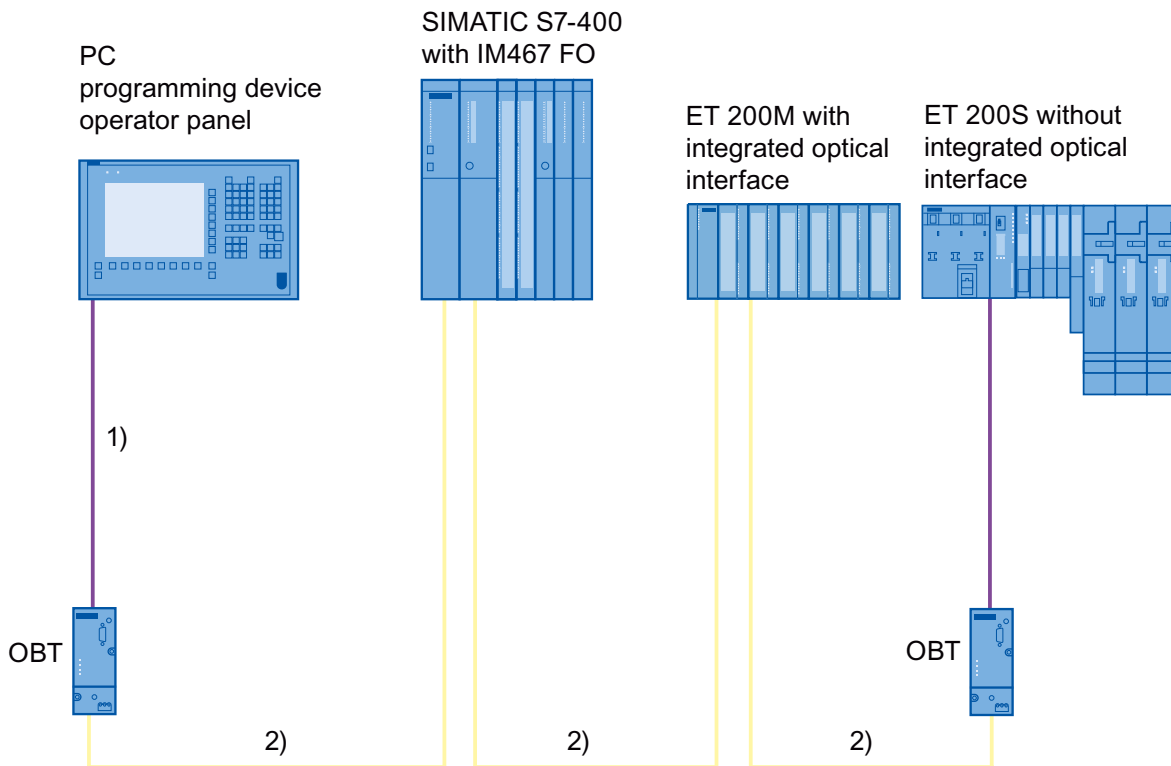 PC
programming device
operator panel
SIMATIC S7-400
with IM467 FO
ET 200M with
integrated optical
interface
ET 200S without
integrated optical
interface
1)
OBT
OBT
2)
2)
2)